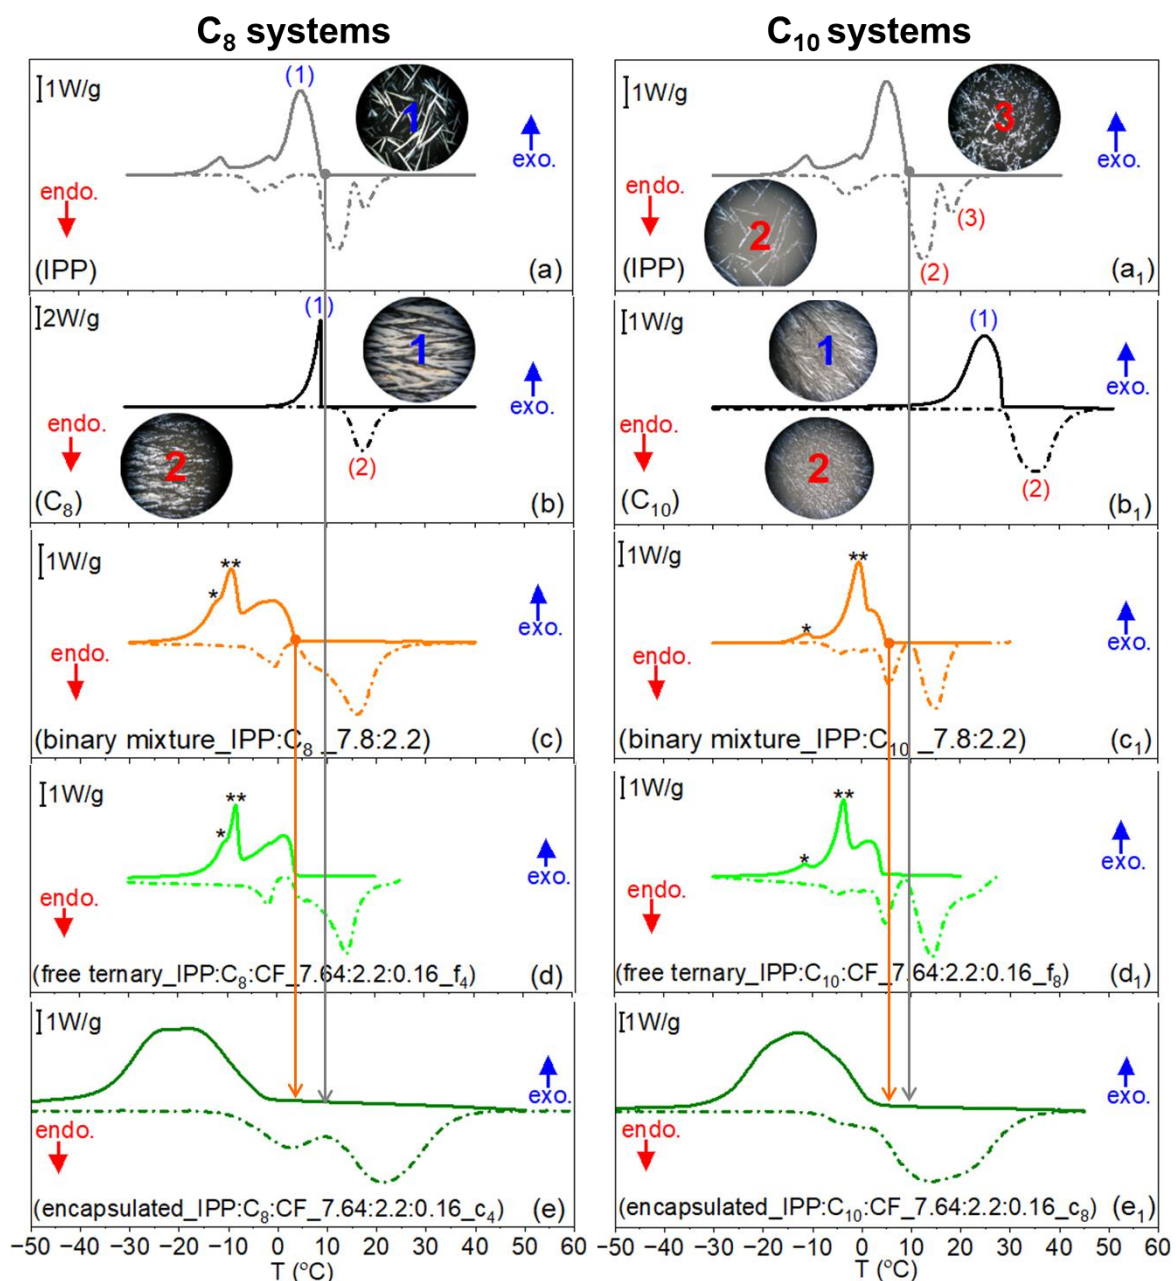 C8 systems
C10 systems
1W/g
(1)
1
exo.
endo.
(IPP)
(a)
1W/g
3
exo.
endo.
2
(3)
(2)
(IPP)
(a1)
2W/g
(1)
1
exo.
endo.
2
(2)
(C8)
(b)
1W/g
1
(1)
exo.
endo.
2
(2)
(C10)
(b1)
1W/g
*
**
exo.
endo.
(binary mixture_IPP:C8 _7.8:2.2)
(c)
1W/g
*
**
exo.
endo.
(binary mixture_IPP:C10 _7.8:2.2)
(c1)
1W/g
*
**
exo.
endo.
(free ternary_IPP:C8:CF_7.64:2.2:0.16_f4)
(d)
1W/g
*
**
exo.
endo.
(free ternary_IPP:C10:CF_7.64:2.2:0.16_f8)
(d1)
1W/g
exo.
endo.
(encapsulated_IPP:C8:CF_7.64:2.2:0.16_c4)
(e)
1W/g
exo.
endo.
(encapsulated_IPP:C10:CF_7.64:2.2:0.16_c8)
(e1)
−50 −40 −30 −20 −10 0 10 20 30 40 50 60
T (°C)
−50 −40 −30 −20 −10 0 10 20 30 40 50 60
T (°C)